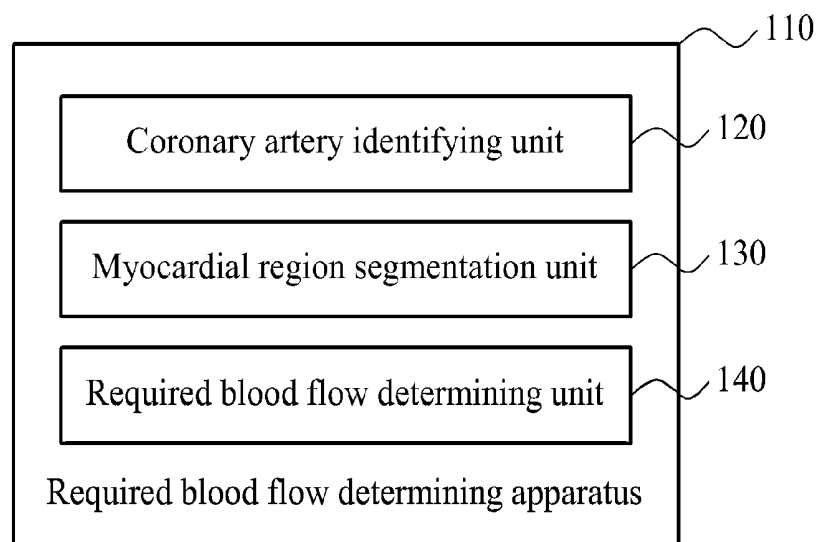 110
Coronary artery identifying unit
120
Myocardial region segmentation unit
130
Required blood flow determining unit
140
Required blood flow determining apparatus